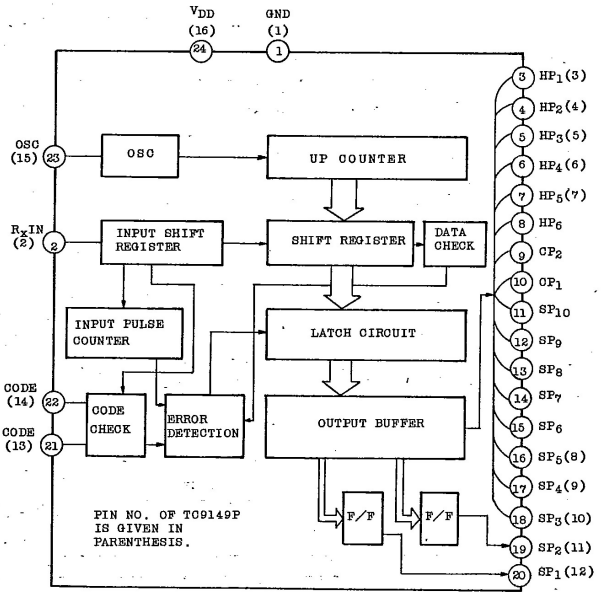 VDD GND
(16) (1)
24 1
3 HP1(3)
4 HP2(4)
5 HP3(5)
6 HP4(6)
7 HP5(7)
8 HP6
9 CP2
10 CP1
11 SP10
12 SP9
13 SP8
14 SP7
15 SP6
16 SP5(8)
17 SP4(9)
18 SP3(10)
19 SP2(11)
20 SP1(12)
OSC
(15)
23
OSC
UP COUNTER
RXIN
(2)
2
INPUT SHIFT
REGISTER
SHIFT REGISTER
DATA
CHECK
INPUT PULSE
COUNTER
LATCH CIRCUIT
CODE
(14)
22
CODE
(13)
21
CODE
CHECK
ERROR
DETECTION
OUTPUT BUFFER
F/F
F/F
PIN NO. OF TC9149P
IS GIVEN IN
PARENTHESIS.